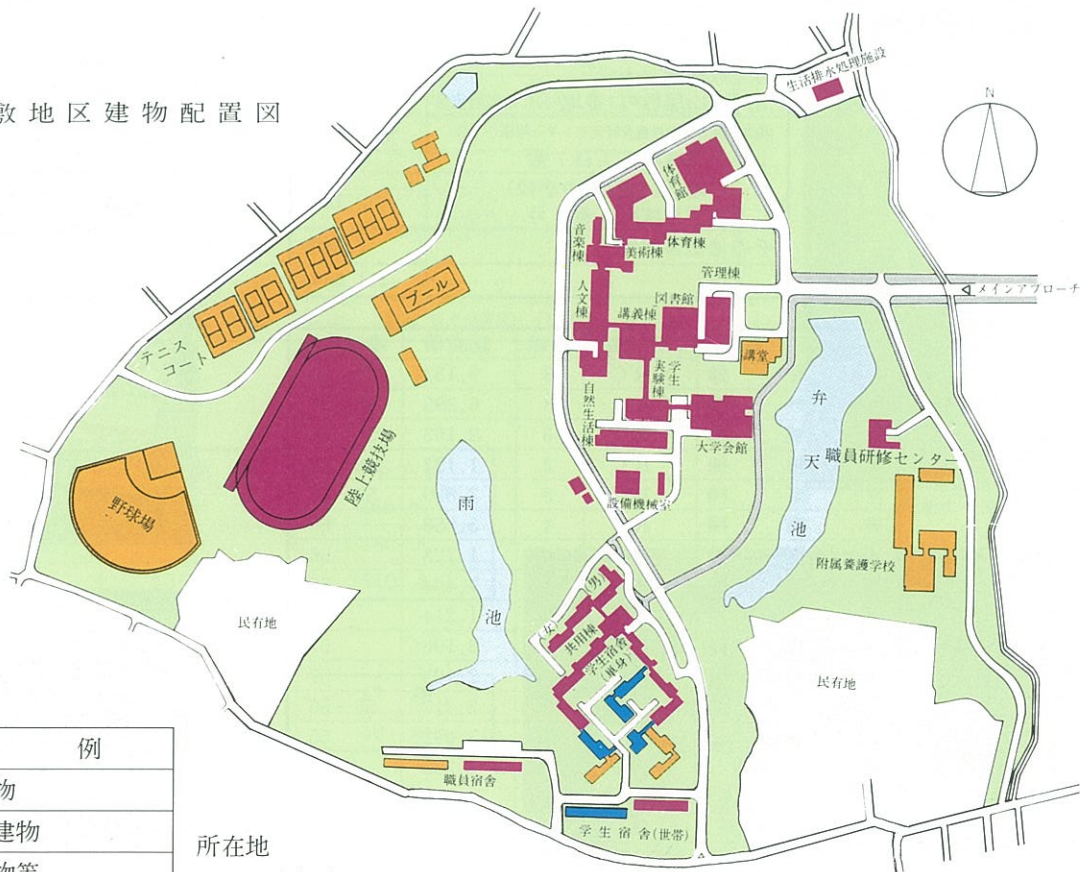 敷地区建物配置図
生活排水処理施設
N
体育館
音楽棟
美術棟
体育棟
管理棟
メインアプローチ
人文棟
講義棟
図書館
プール
テニス
コート
講堂
学生
実験棟
自然生活棟
大学会館
弁天池
職員研修センター
陸上競技場
野球場
雨池
設備機械室
附属養護学校
民有地
(男)
(女)
共用棟
学生宿舎
(単身)
民有地
職員宿舎
学生宿舎(世帯)
例
物
建物
物等
所在地